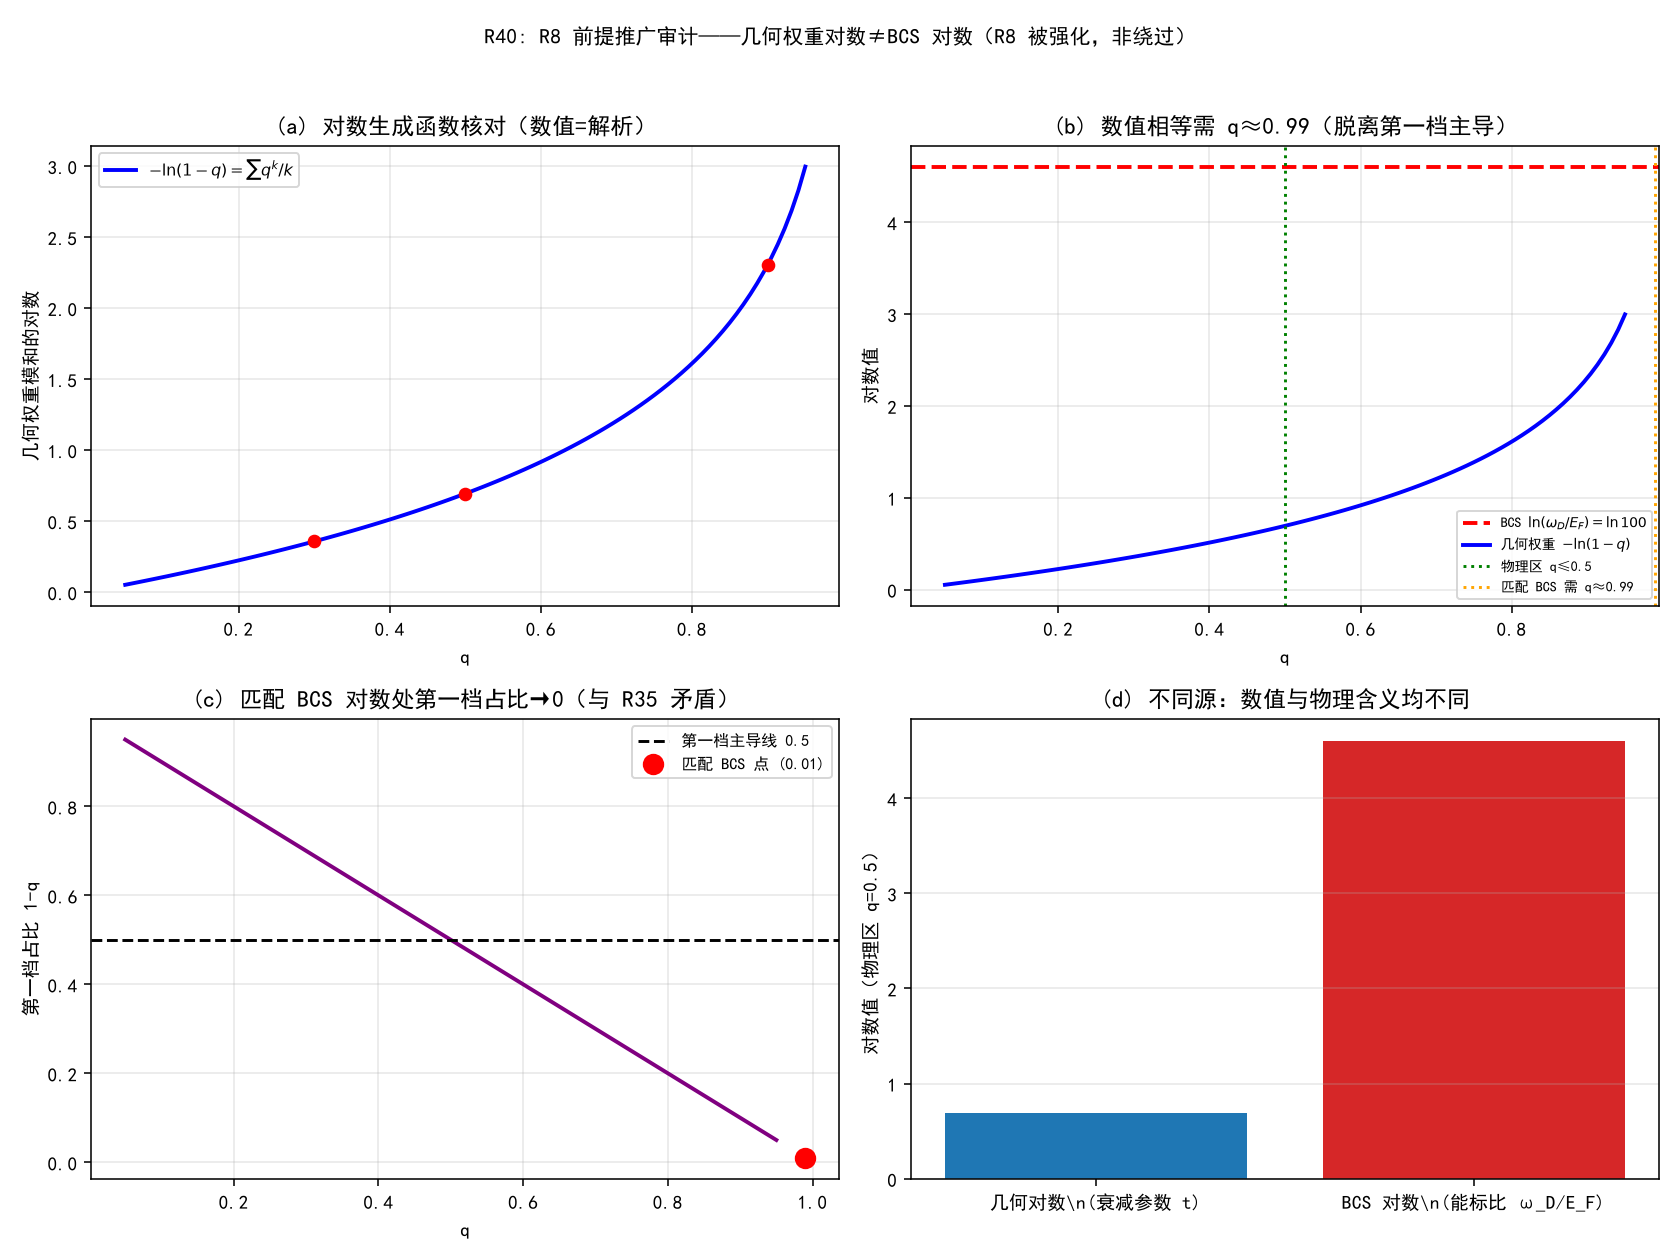 R40: R8 前提推广审计——几何权重对数≠BCS 对数（R8 被强化，非绕过）
(a) 对数生成函数核对（数值=解析）
几何权重模和的对数
3.0
2.5
2.0
1.5
1.0
0.5
0.0
−ln(1 − q) = ∑q^k/k
0.2 0.4 0.6 0.8
q
(b) 数值相等需 q≈0.99（脱离第一档主导）
对数值
4
3
2
1
0
BCS ln(ω_D/E_F) = ln 100
几何权重 −ln(1 − q)
物理区 q≤0.5
匹配 BCS 需 q≈0.99
0.2 0.4 0.6 0.8
q
(c) 匹配 BCS 对数处第一档占比→0（与 R35 矛盾）
第一档占比 1-q
0.8
0.6
0.4
0.2
0.0
第一档主导线 0.5
匹配 BCS 点 (0.01)
0.2 0.4 0.6 0.8 1.0
q
(d) 不同源：数值与物理含义均不同
对数值（物理区 q=0.5）
4
3
2
1
0
几何对数\n(衰减参数 t)
BCS 对数\n(能标比 ω_D/E_F)